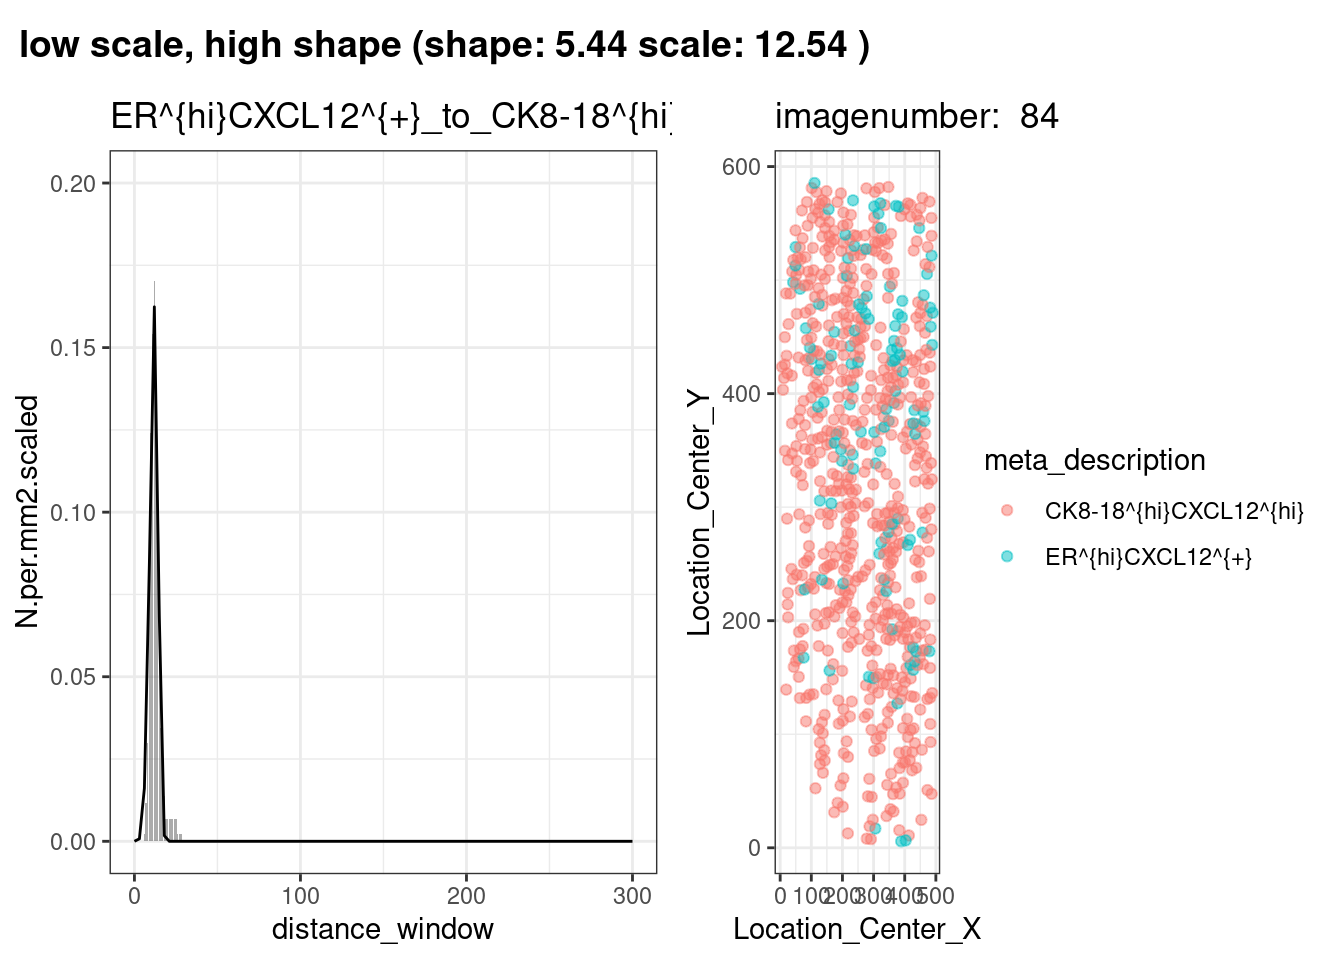 low scale, high shape (shape: 5.44 scale: 12.54 )
ER^{hi}CXCL12^{+}_to_CK8-18^{hi}
imagenumber: 84
N.per.mm2.scaled
0.20
0.15
0.10
0.05
0.00
0 100 200 300
distance_window
Location_Center_Y
600
400
200
0
0 100 200 300 400 500
Location_Center_X
meta_description
CK8-18^{hi}CXCL12^{hi}
ER^{hi}CXCL12^{+}